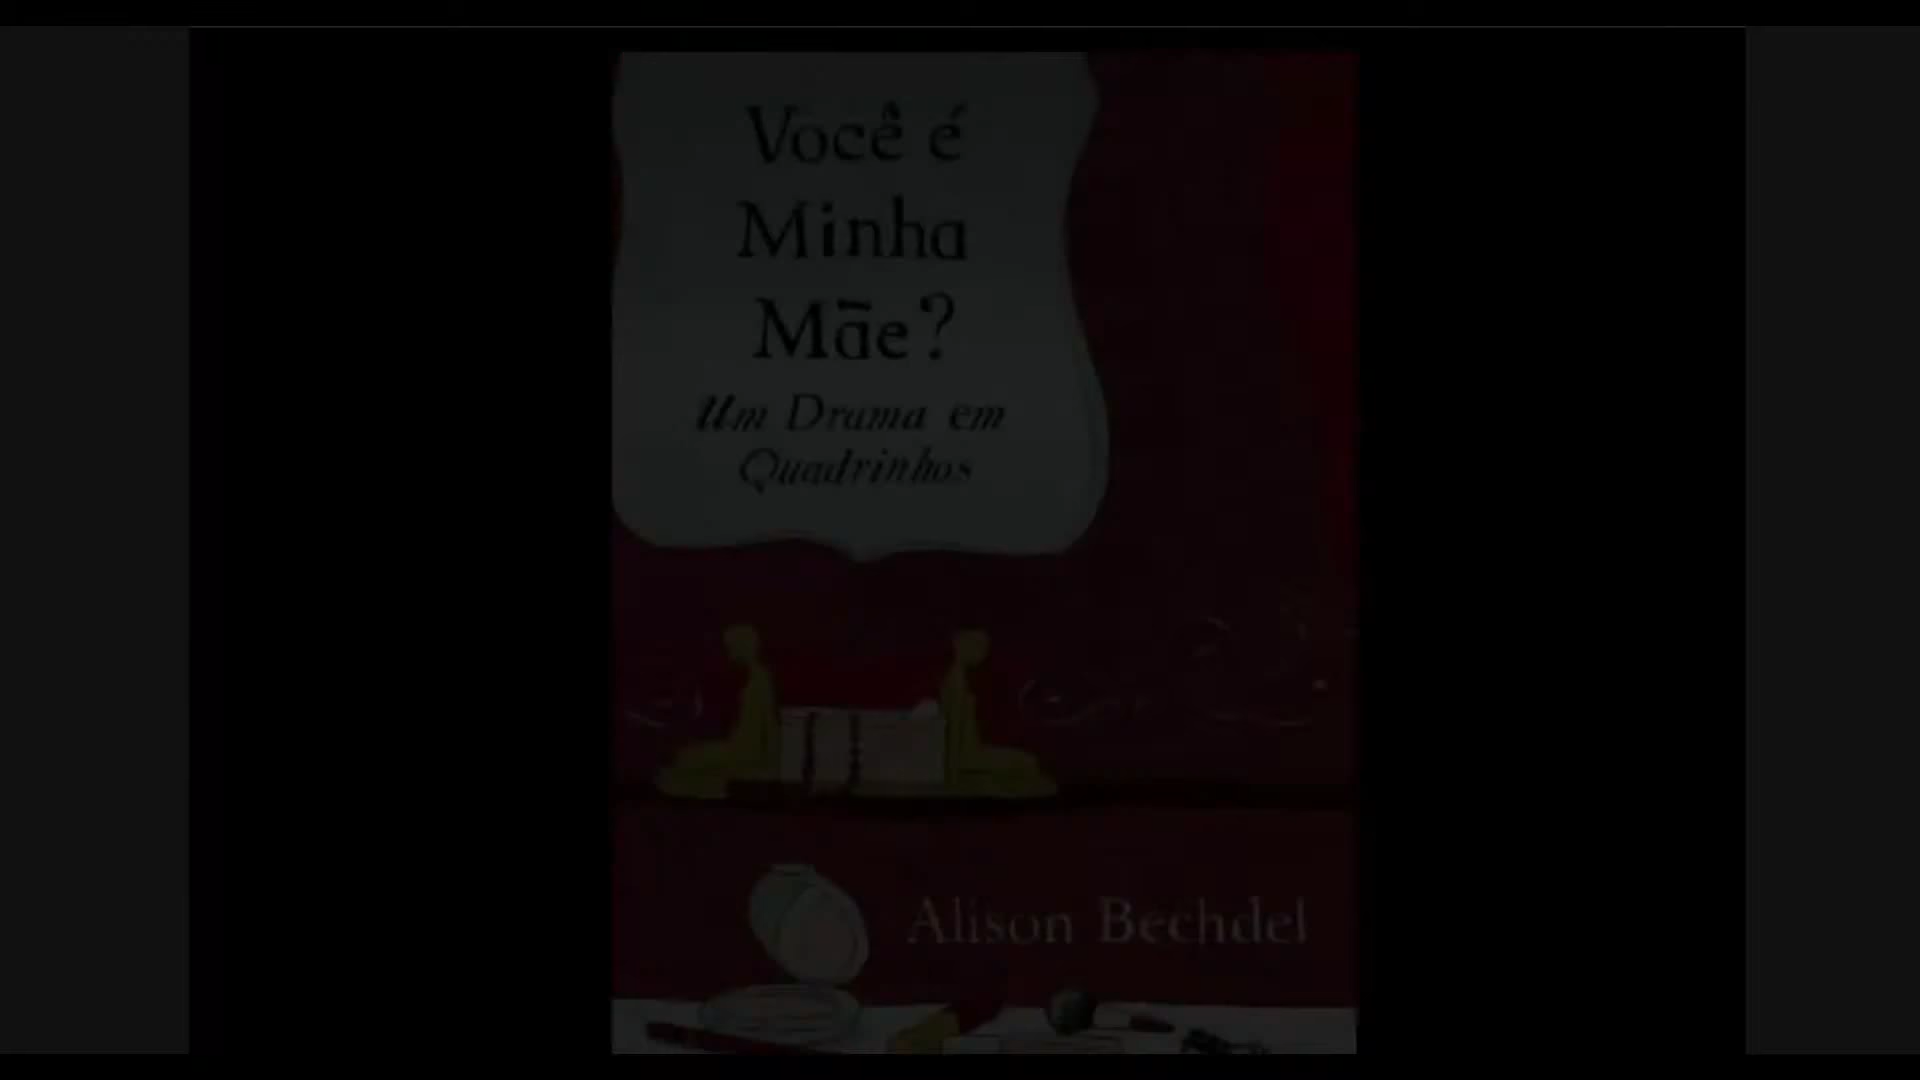 Você é
Minha
Mãe?
Um Drama em
Quadrinhos
Alison Bechdel